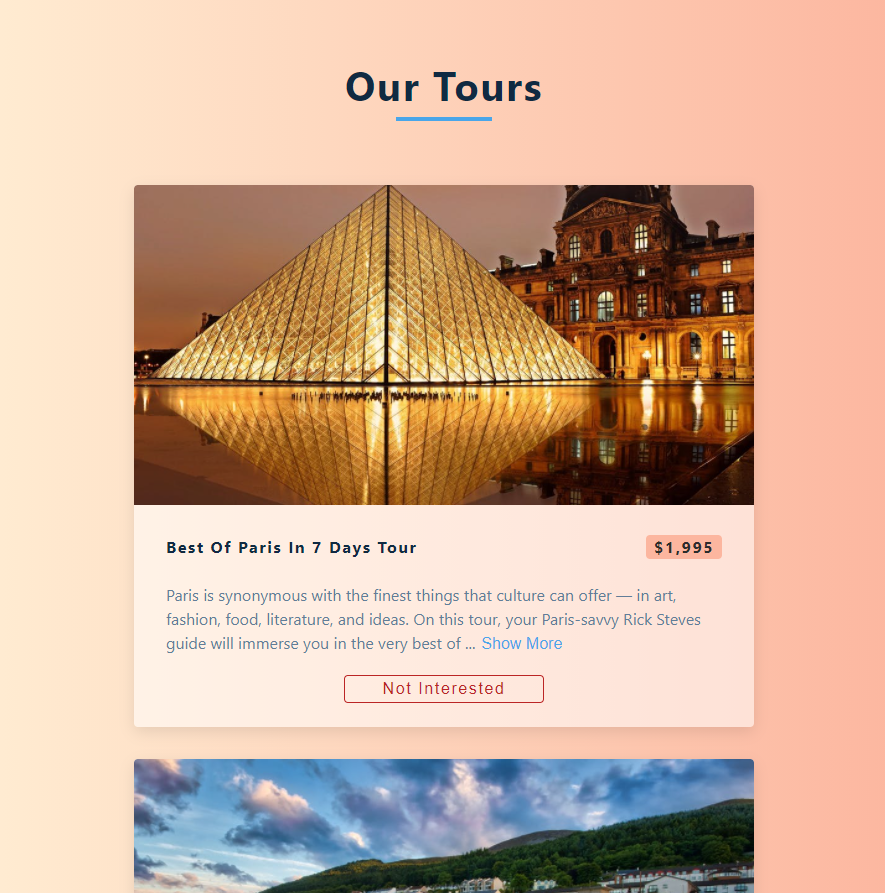 Our Tours
Best Of Paris In 7 Days Tour
$1,995
Paris is synonymous with the finest things that culture can offer — in art,
fashion, food, literature, and ideas. On this tour, your Paris-savvy Rick Steves
guide will immerse you in the very best of ... Show More
Not Interested